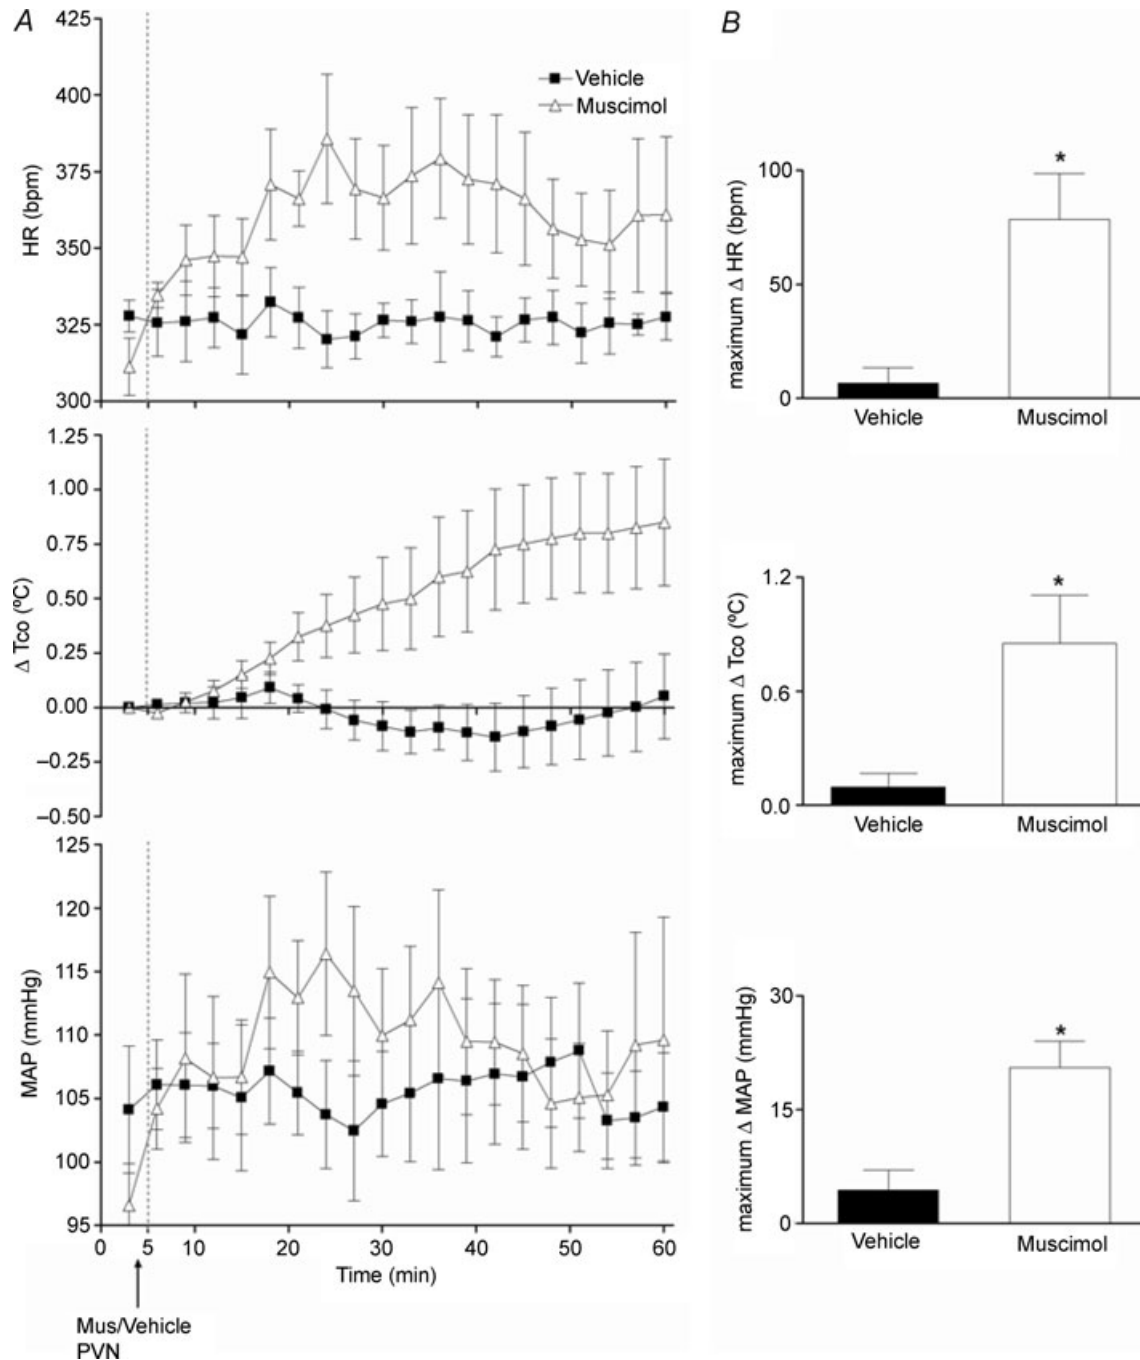 A
B
425
400
375
350
325
300
HR (bpm)
Vehicle
Muscimol
1.25
1.00
0.75
0.50
0.25
0.00
–0.25
–0.50
Δ Tco (ºC)
125
120
115
110
105
100
95
MAP (mmHg)
0 5 10 20 30 40 50 60
Time (min)
Mus/Vehicle
PVN
100
50
0
maximum Δ HR (bpm)
*
Vehicle Muscimol
1.2
0.6
0.0
maximum Δ Tco (ºC)
*
Vehicle Muscimol
30
15
0
maximum Δ MAP (mmHg)
*
Vehicle Muscimol